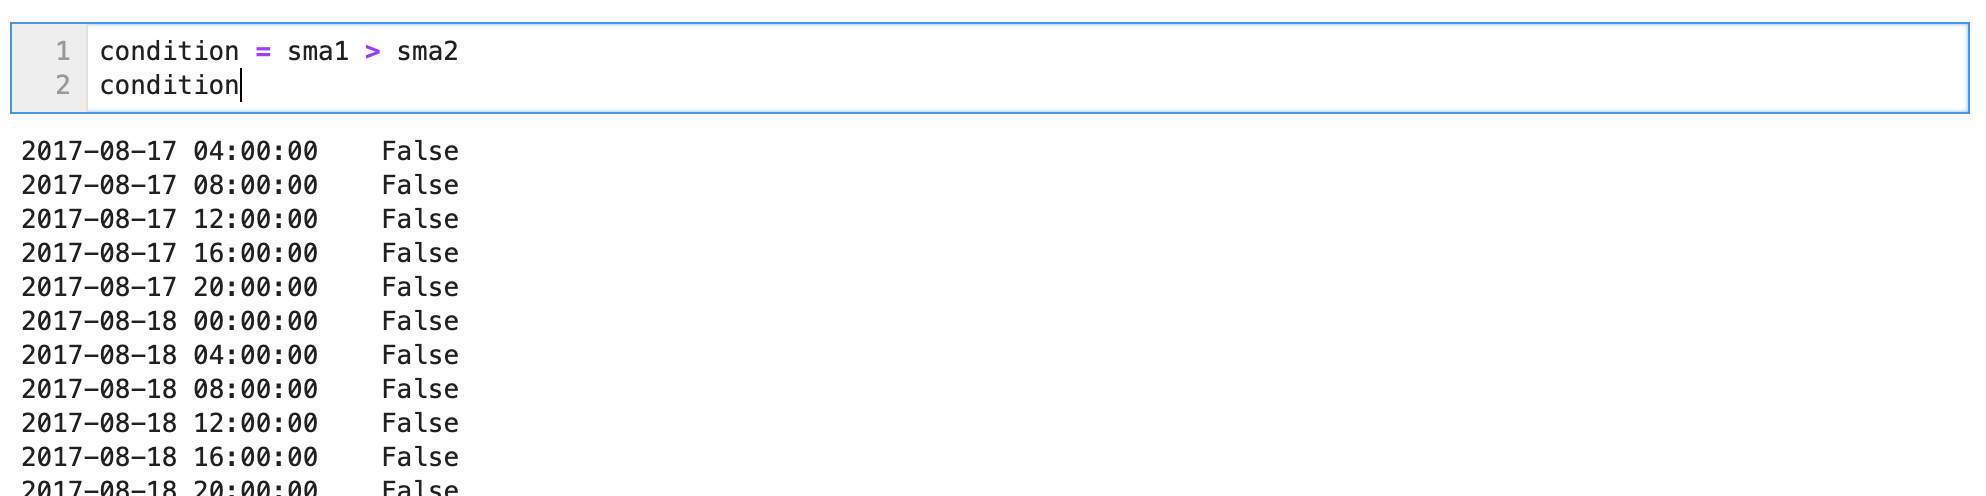 1 condition = sma1 > sma2
2 condition
2017-08-17 04:00:00    False
2017-08-17 08:00:00    False
2017-08-17 12:00:00    False
2017-08-17 16:00:00    False
2017-08-17 20:00:00    False
2017-08-18 00:00:00    False
2017-08-18 04:00:00    False
2017-08-18 08:00:00    False
2017-08-18 12:00:00    False
2017-08-18 16:00:00    False
2017-08-18 20:00:00    False